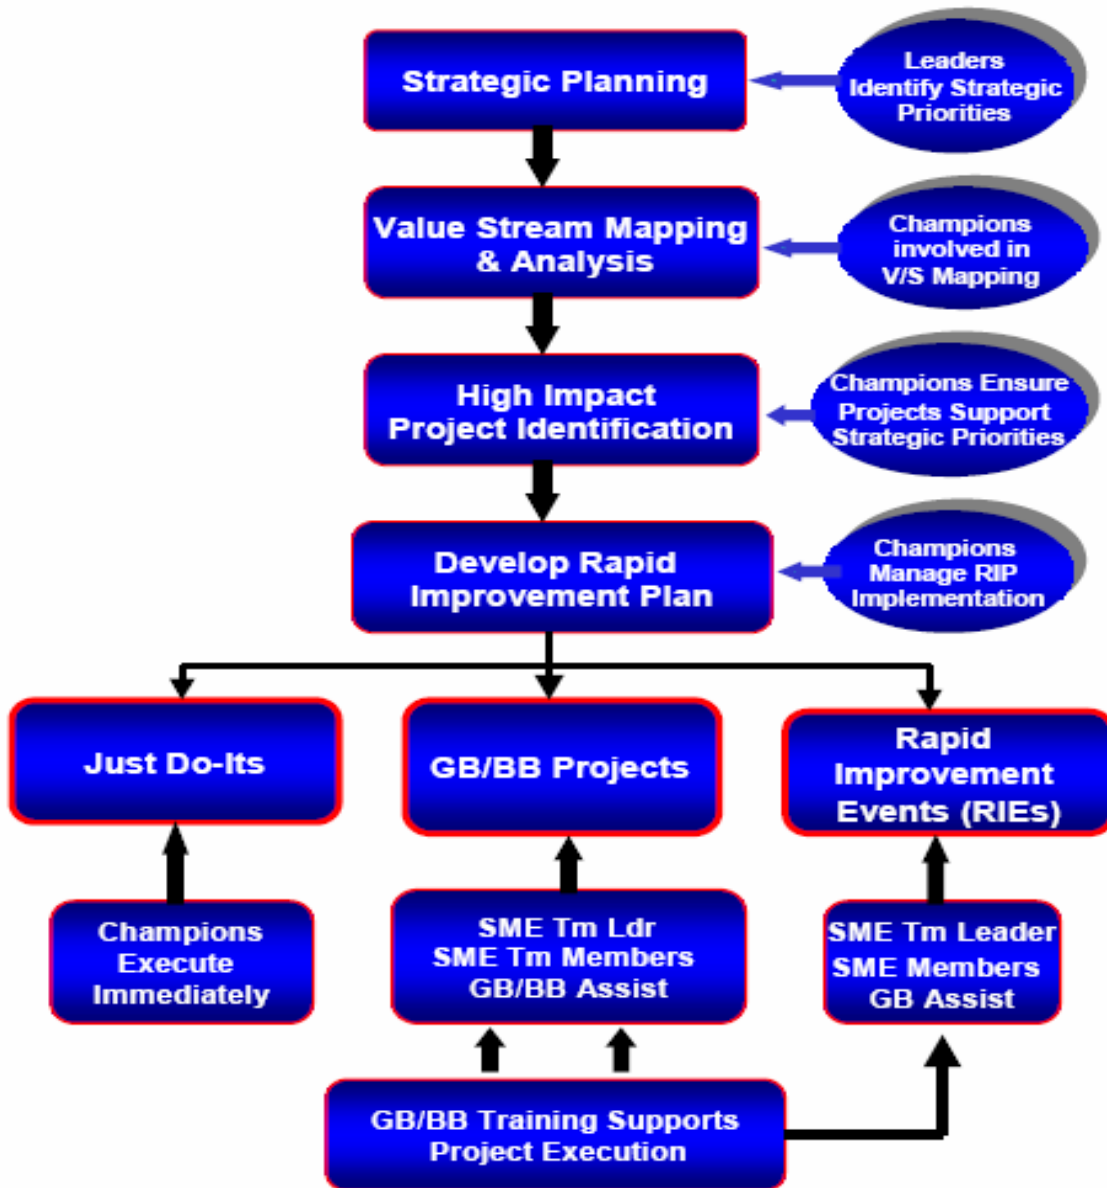 Strategic Planning
Leaders
Identify Strategic
Priorities
Value Stream Mapping
& Analysis
Champions
involved in
V/S Mapping
High Impact
Project Identification
Champions Ensure
Projects Support
Strategic Priorities
Develop Rapid
Improvement Plan
Champions
Manage RIP
Implementation
Just Do-Its
GB/BB Projects
Rapid
Improvement
Events (RIEs)
Champions
Execute
Immediately
SME Tm Ldr
SME Tm Members
GB/BB Assist
SME Tm Leader
SME Members
GB Assist
GB/BB Training Supports
Project Execution